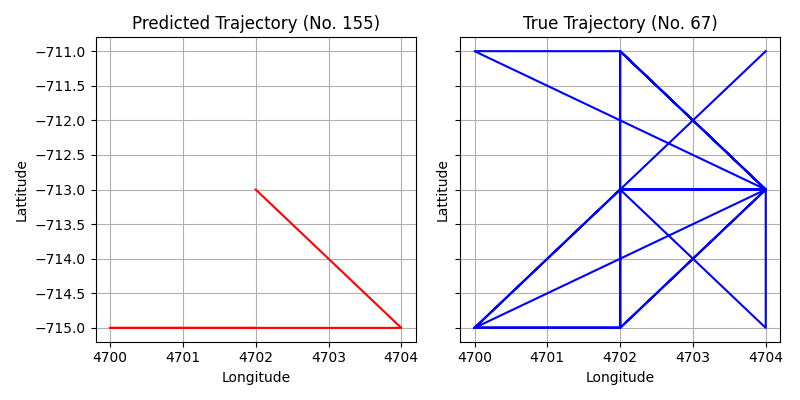 Predicted Trajectory (No. 155)
True Trajectory (No. 67)
Lattitude
−711.0
−711.5
−712.0
−712.5
−713.0
−713.5
−714.0
−714.5
−715.0
4700 4701 4702 4703 4704
Longitude
Lattitude
4700 4701 4702 4703 4704
Longitude